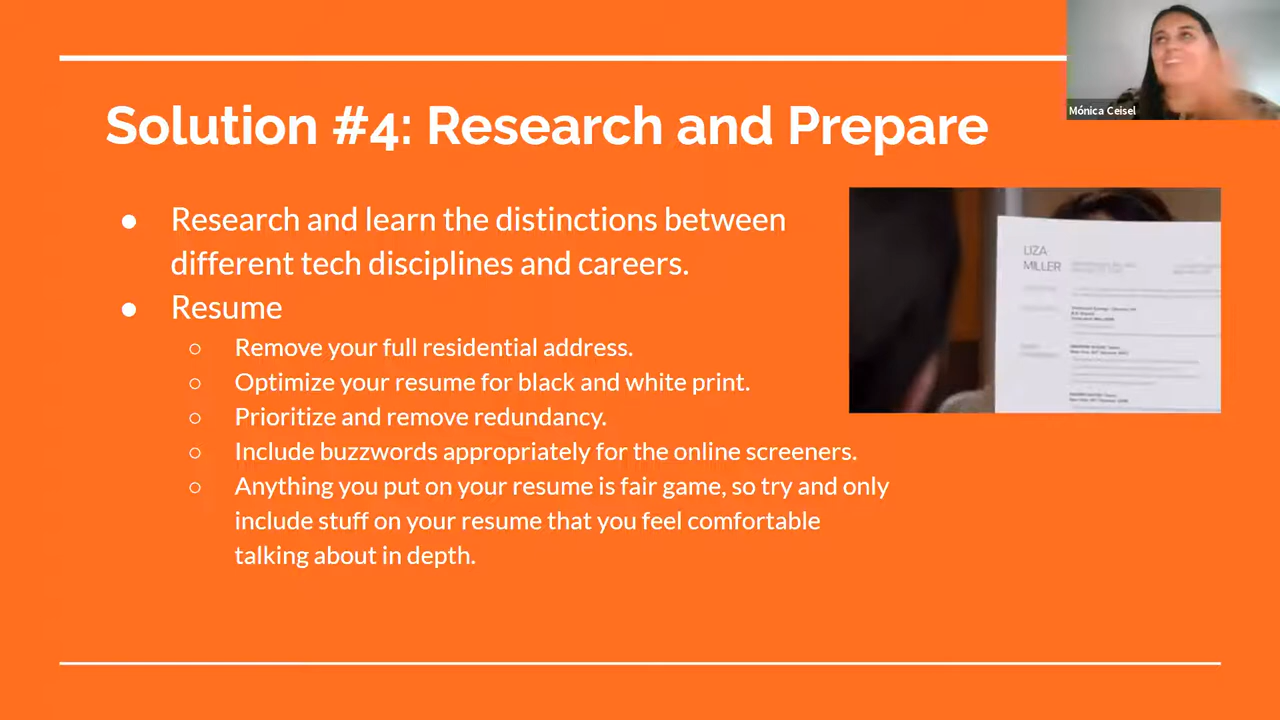 Mónica Ceisel
Solution #4: Research and Prepare
● Research and learn the distinctions between
different tech disciplines and careers.
● Resume
○ Remove your full residential address.
○ Optimize your resume for black and white print.
○ Prioritize and remove redundancy.
○ Include buzzwords appropriately for the online screeners.
○ Anything you put on your resume is fair game, so try and only
include stuff on your resume that you feel comfortable
talking about in depth.
LIZA
MILLER